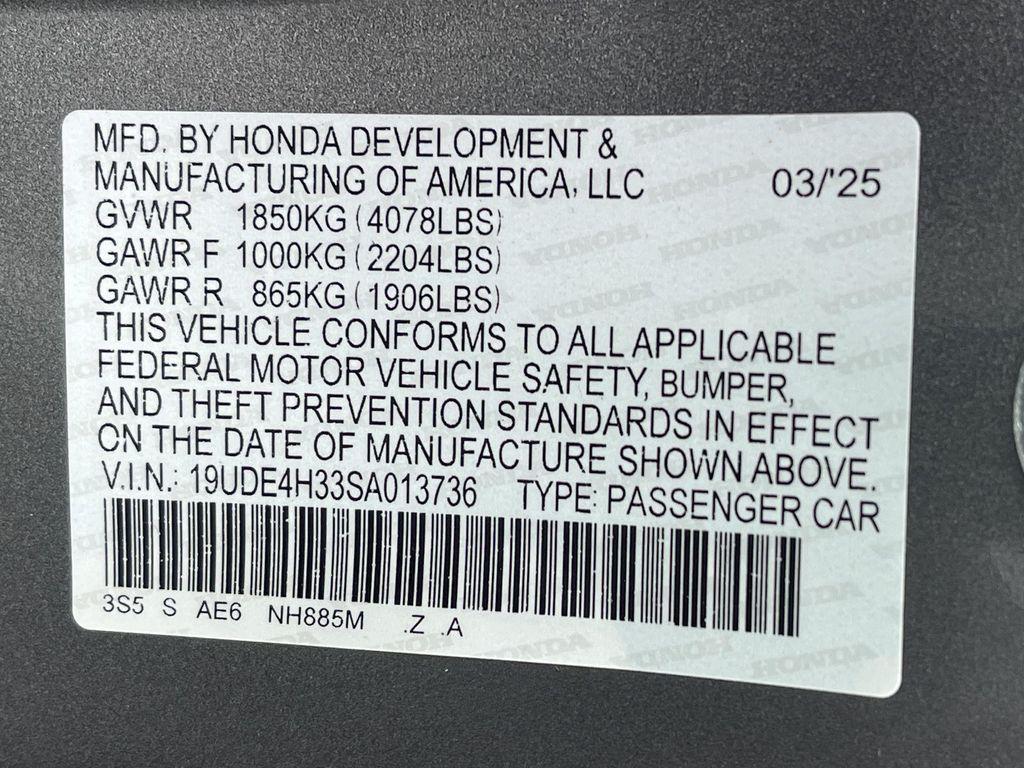 MFD. BY HONDA DEVELOPMENT &
MANUFACTURING OF AMERICA, LLC 03/'25
GVWR 1850KG (4078LBS)
GAWR F 1000KG (2204LBS)
GAWR R 865KG (1906LBS)
THIS VEHICLE CONFORMS TO ALL APPLICABLE
FEDERAL MOTOR VEHICLE SAFETY, BUMPER,
AND THEFT PREVENTION STANDARDS IN EFFECT
ON THE DATE OF MANUFACTURE SHOWN ABOVE.
V.I.N.: 19UDE4H33SA013736 TYPE: PASSENGER CAR
3S5 S AE6 NH885M .Z .A